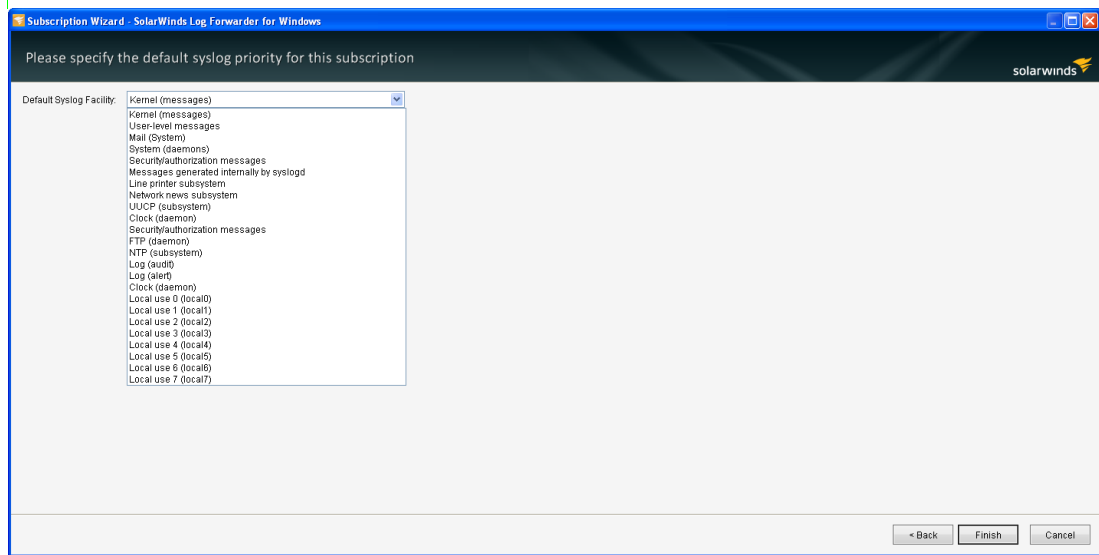 Subscription Wizard - SolarWinds Log Forwarder for Windows
Please specify the default syslog priority for this subscription
solarwinds
Default Syslog Facility: Kernel (messages)
Kernel (messages)
User-level messages
Mail (System)
System (daemons)
Security/authorization messages
Messages generated internally by syslogd
Line printer subsystem
Network news subsystem
UUCP (subsystem)
Clock (daemon)
Security/authorization messages
FTP (daemon)
NTP (subsystem)
Log (audit)
Log (alert)
Clock (daemon)
Local use 0 (local0)
Local use 1 (local1)
Local use 2 (local2)
Local use 3 (local3)
Local use 4 (local4)
Local use 5 (local5)
Local use 6 (local6)
Local use 7 (local7)
< Back Finish Cancel